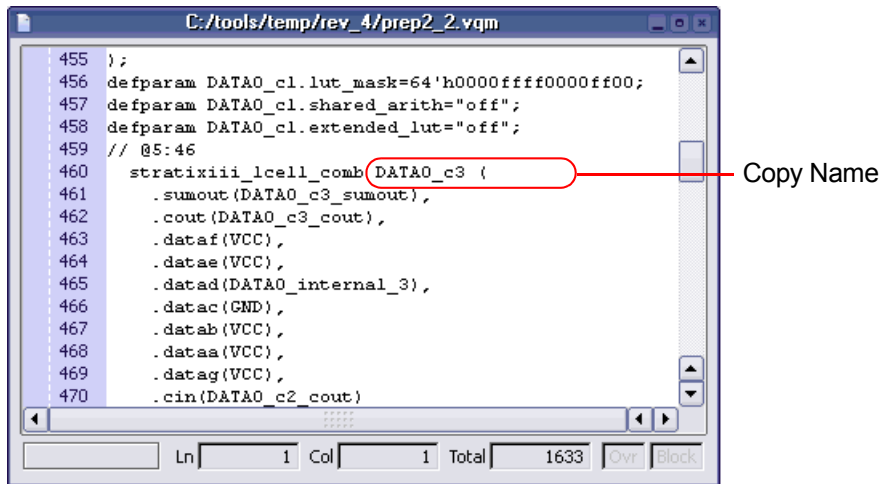 C:/tools/temp/rev_4/prep2_2.vqm
455 );
456 defparam DATA0_c1.lut_mask=64'h0000ffff0000ff00;
457 defparam DATA0_c1.shared_arith="off";
458 defparam DATA0_c1.extended_lut="off";
459 // @5:46
460 stratixiii_lcell_comb DATA0_c3 (
Copy Name
461 .sumout(DATA0_c3_sumout),
462 .cout(DATA0_c3_cout),
463 .dataf(VCC),
464 .datae(VCC),
465 .datad(DATA0_internal_3),
466 .datac(GND),
467 .datab(VCC),
468 .dataa(VCC),
469 .datag(VCC),
470 .cin(DATA0_c2_cout)
Ln 1 Col 1 Total 1633 Ovr Block